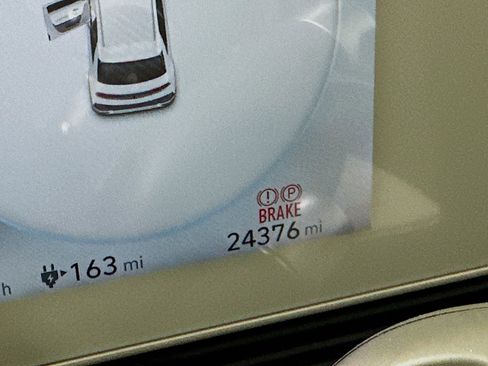 (!) (P)
BRAKE
24376 mi
163 mi
h